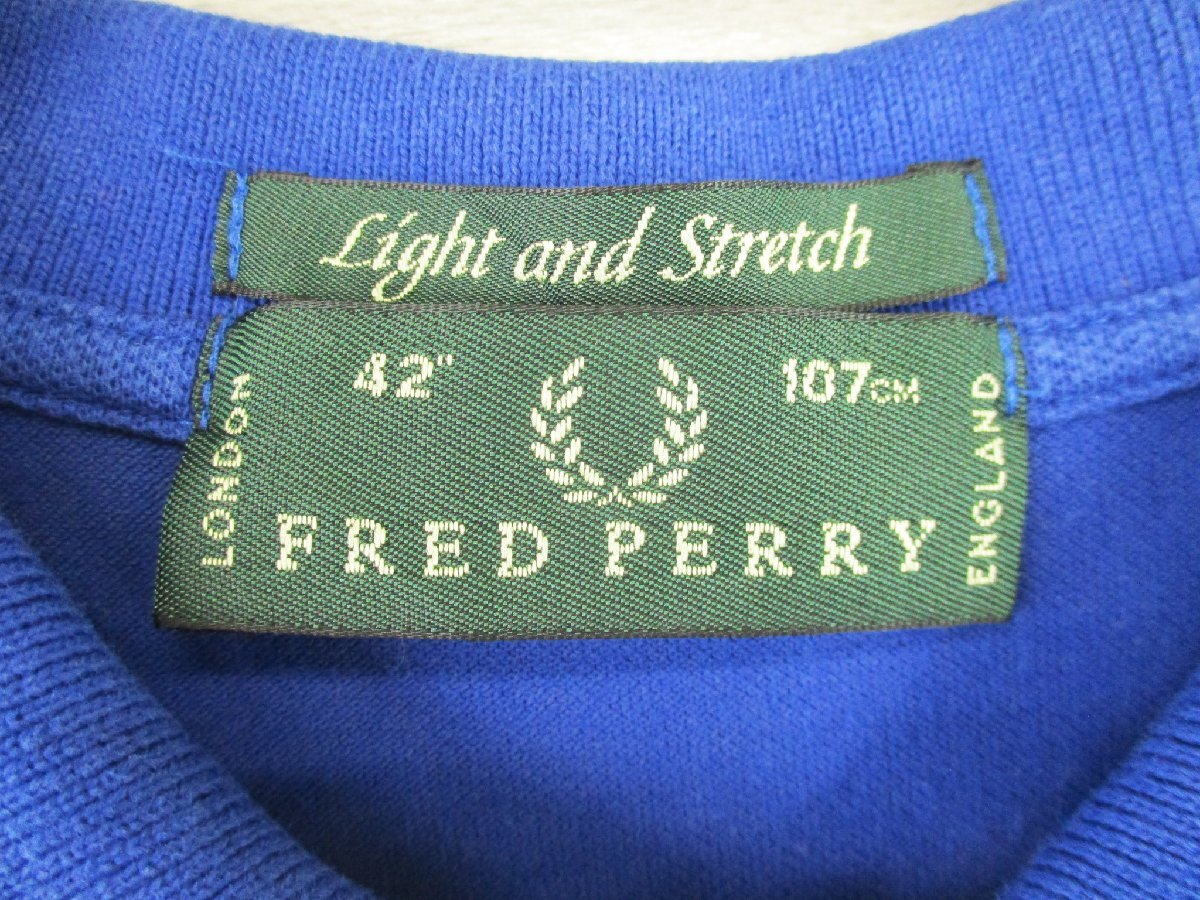 Light and Stretch
42" 107CM
LONDON
FRED PERRY
ENGLAND